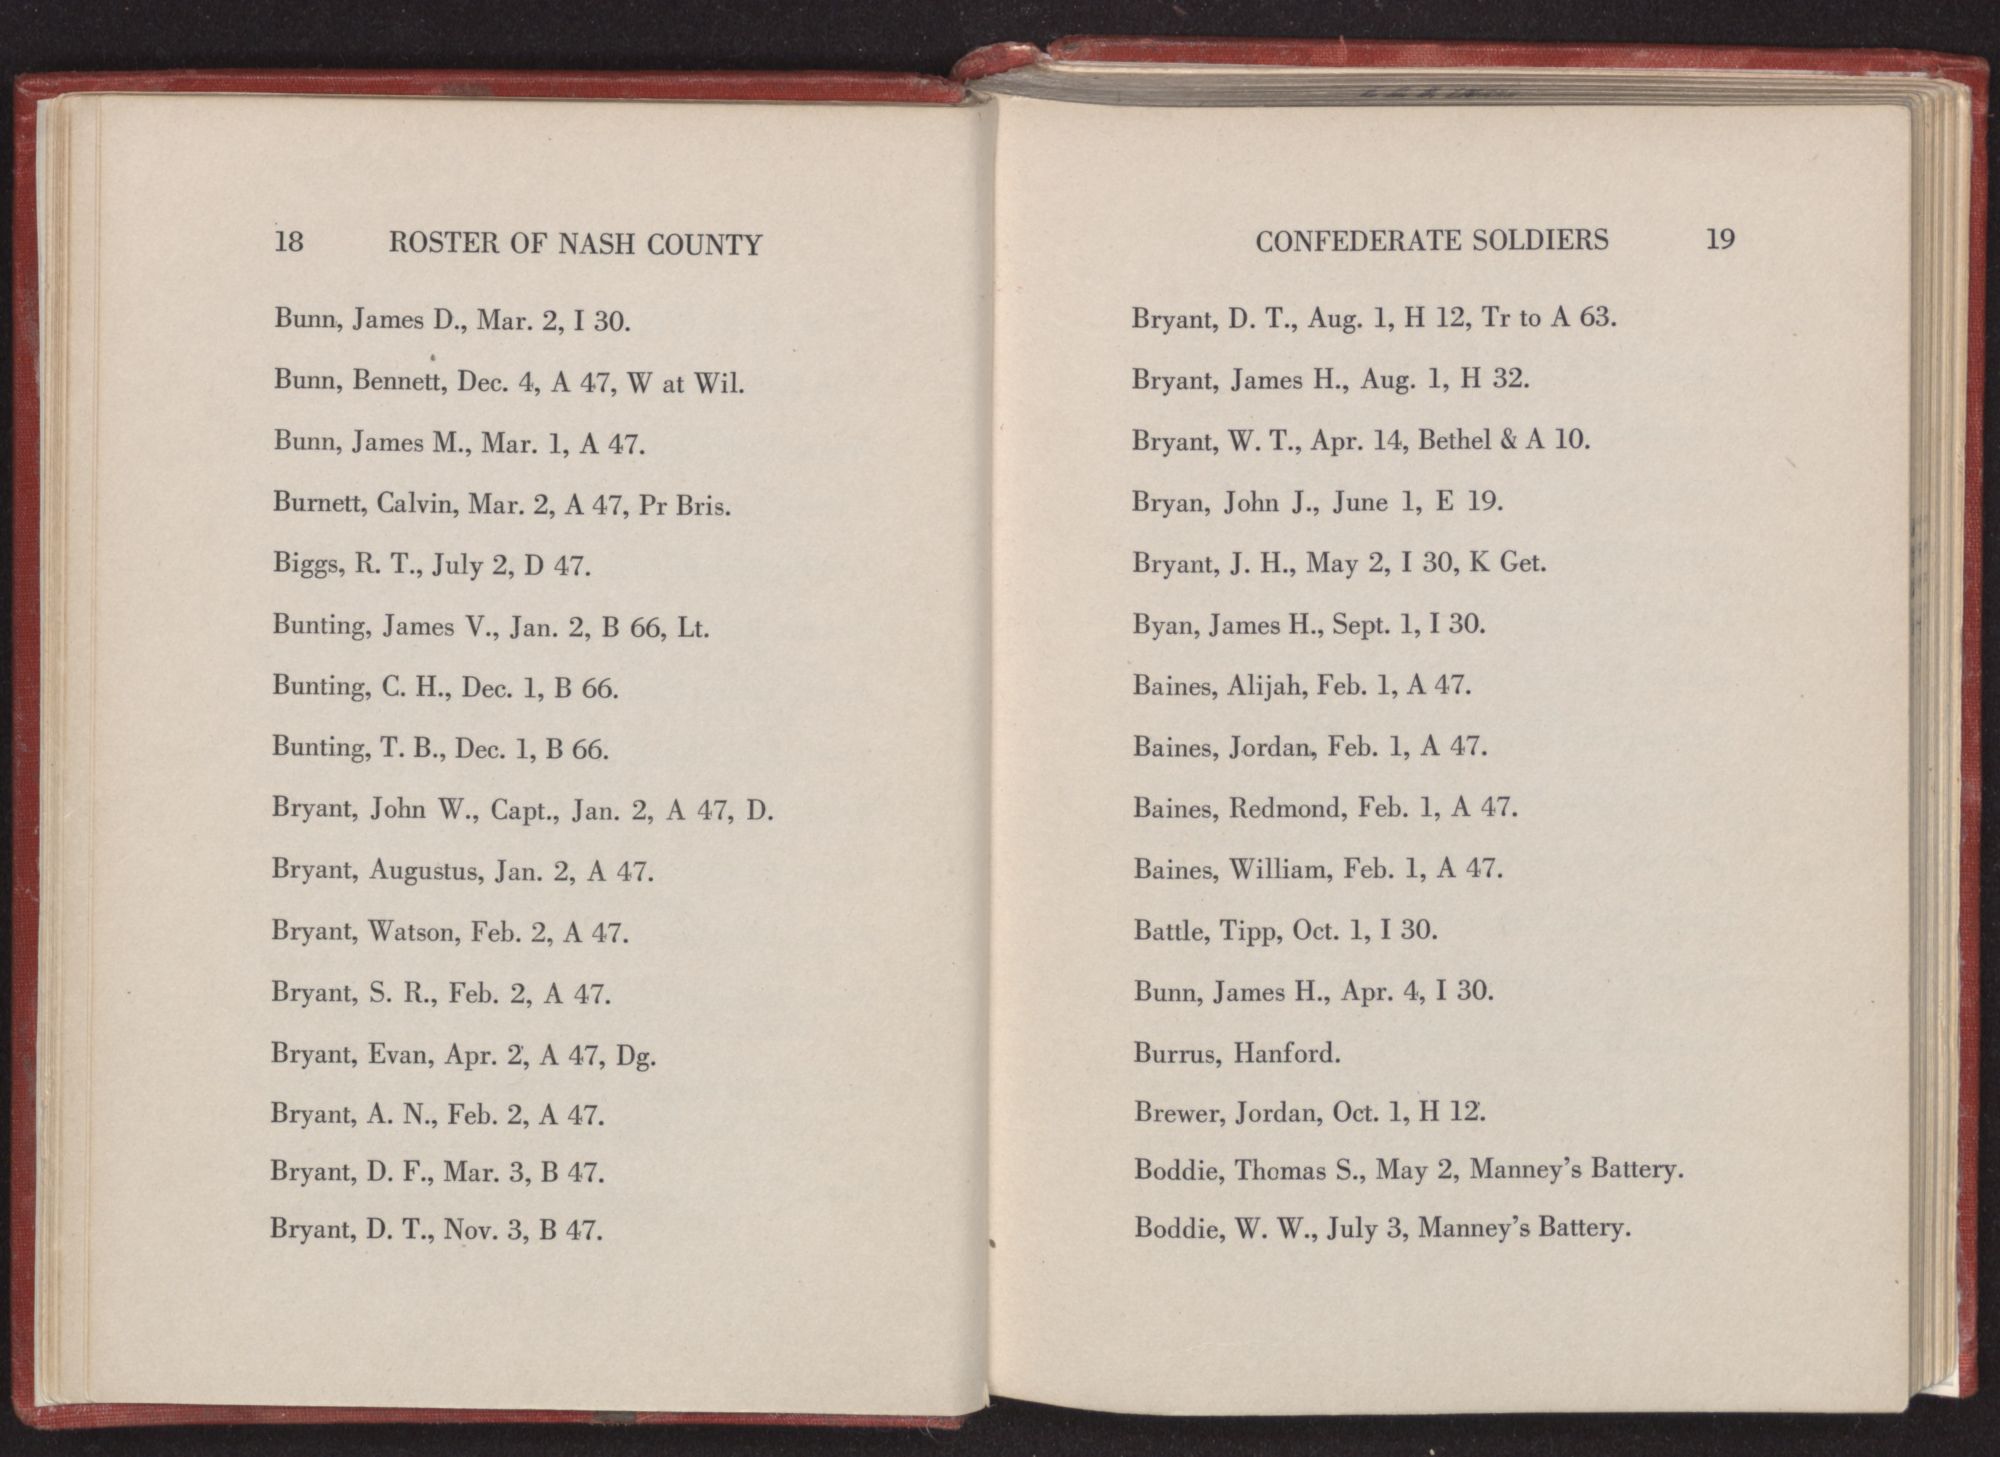 18 ROSTER OF NASH COUNTY
Bunn, James D., Mar. 2, I 30.
Bunn, Bennett, Dec. 4, A 47, W at Wil.
Bunn, James M., Mar. 1, A 47.
Burnett, Calvin, Mar. 2, A 47, Pr Bris.
Biggs, R. T., July 2, D 47.
Bunting, James V., Jan. 2, B 66, Lt.
Bunting, C. H., Dec. 1, B 66.
Bunting, T. B., Dec. 1, B 66.
Bryant, John W., Capt., Jan. 2, A 47, D.
Bryant, Augustus, Jan. 2, A 47.
Bryant, Watson, Feb. 2, A 47.
Bryant, S. R., Feb. 2, A 47.
Bryant, Evan, Apr. 2, A 47, Dg.
Bryant, A. N., Feb. 2, A 47.
Bryant, D. F., Mar. 3, B 47.
Bryant, D. T., Nov. 3, B 47.
CONFEDERATE SOLDIERS 19
Bryant, D. T., Aug. 1, H 12, Tr to A 63.
Bryant, James H., Aug. 1, H 32.
Bryant, W. T., Apr. 14, Bethel & A 10.
Bryan, John J., June 1, E 19.
Bryant, J. H., May 2, I 30, K Get.
Byan, James H., Sept. 1, I 30.
Baines, Alijah, Feb. 1, A 47.
Baines, Jordan, Feb. 1, A 47.
Baines, Redmond, Feb. 1, A 47.
Baines, William, Feb. 1, A 47.
Battle, Tipp, Oct. 1, I 30.
Bunn, James H., Apr. 4, I 30.
Burrus, Hanford.
Brewer, Jordan, Oct. 1, H 12.
Boddie, Thomas S., May 2, Manney's Battery.
Boddie, W. W., July 3, Manney's Battery.